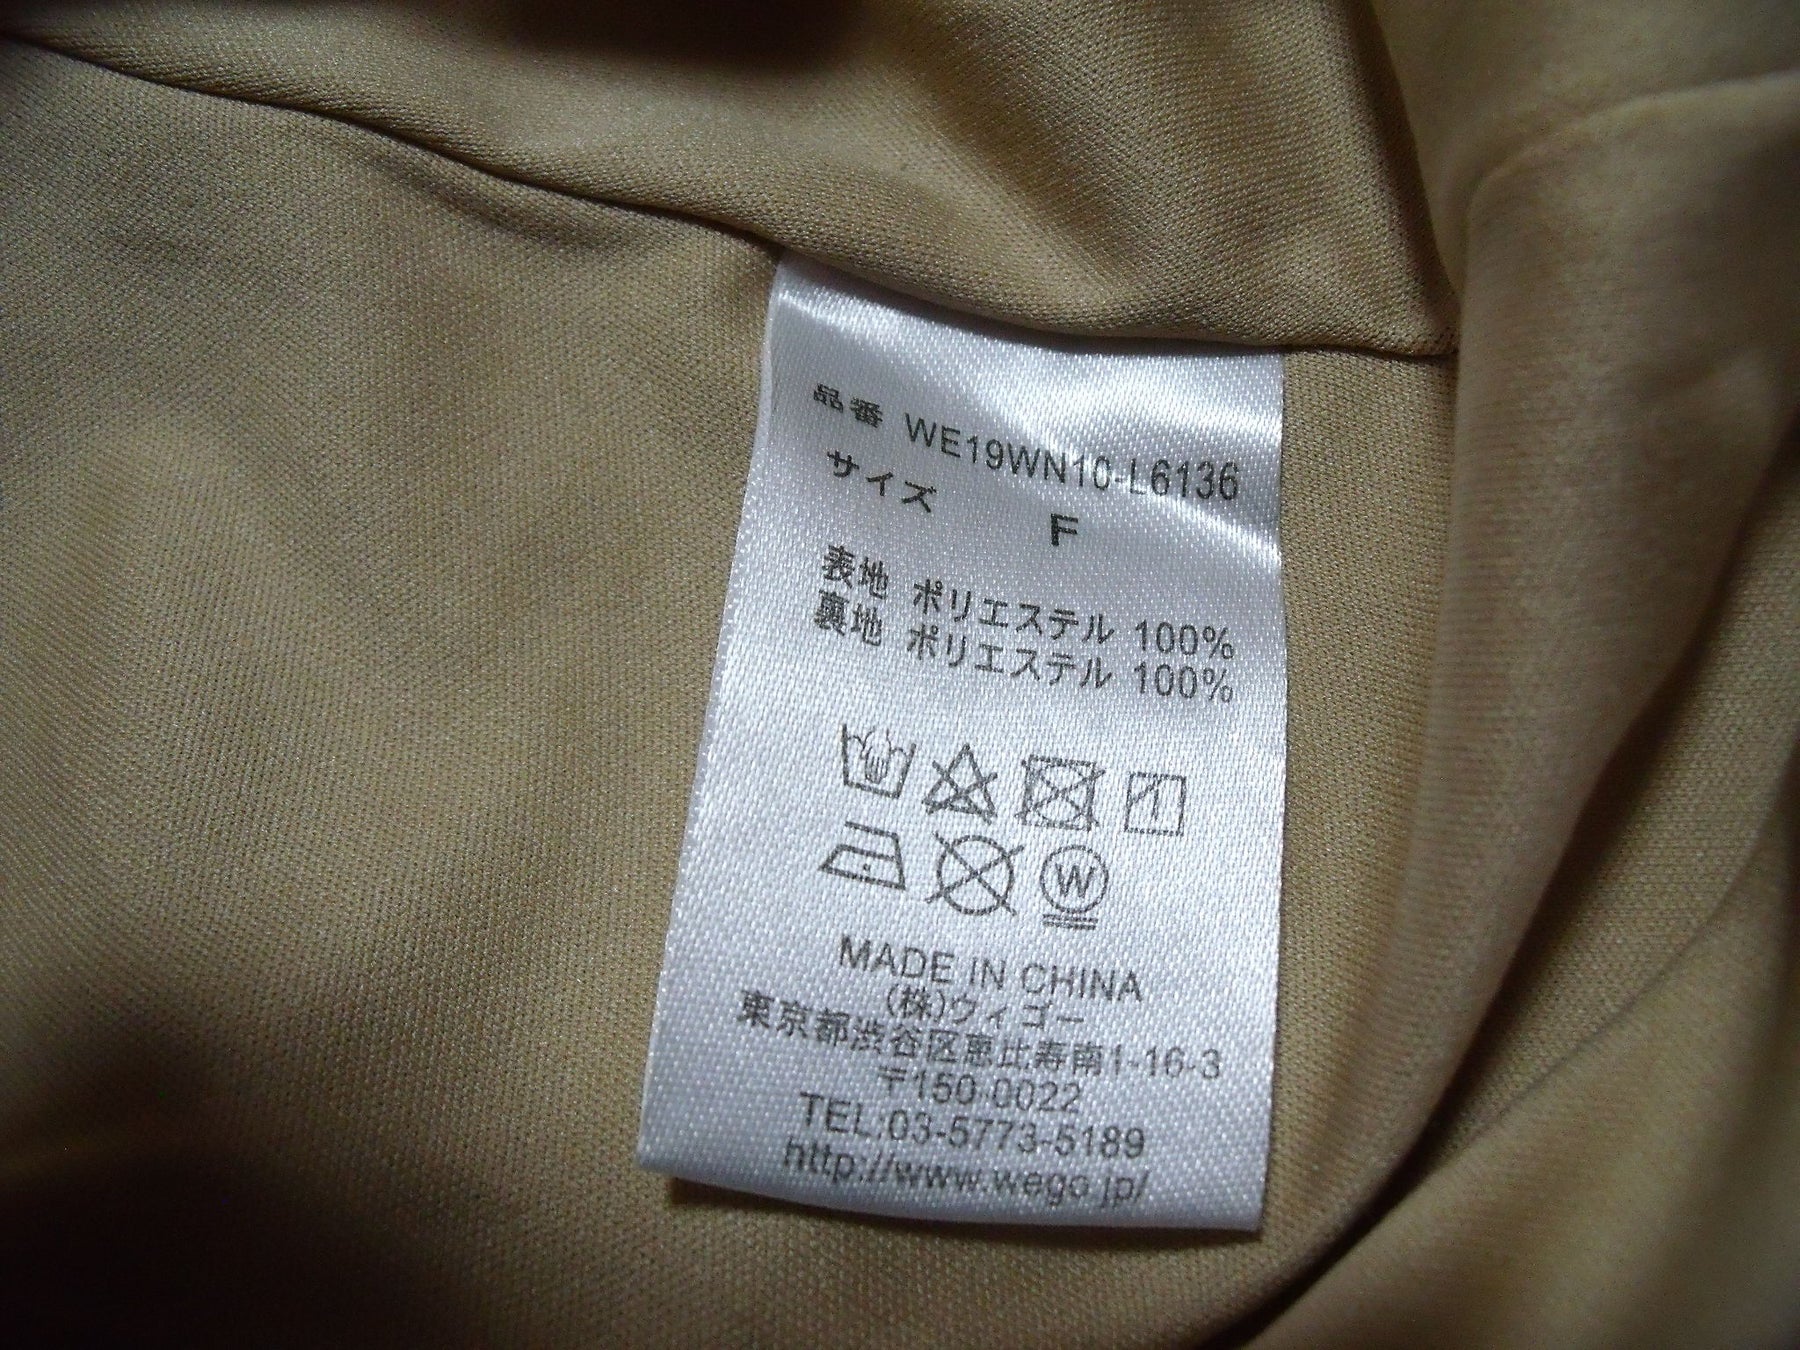 品番 WE19WN10-L6136
サイズ F
表地 ポリエステル 100%
裏地 ポリエステル 100%
W
MADE IN CHINA
(株)ウィゴー
東京都渋谷区恵比寿南1-16-3
〒150-0022
TEL:03-5773-5189
http://www.wego.jp/